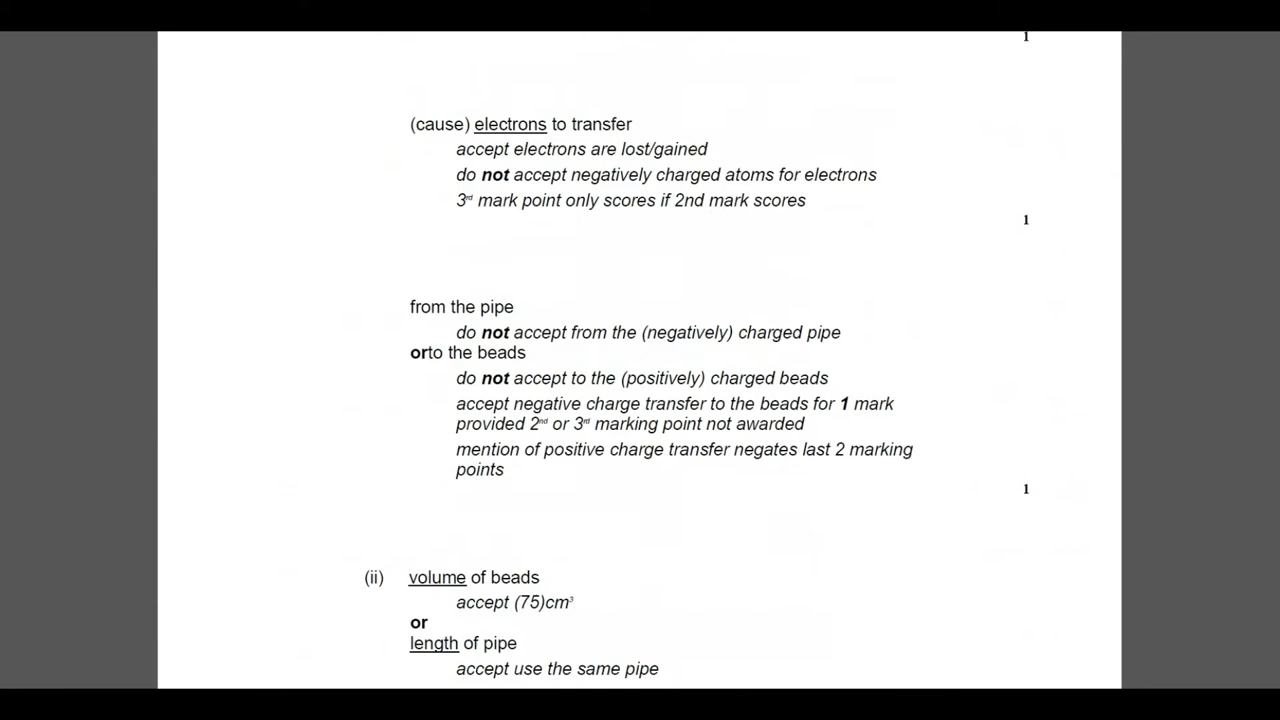 1
(cause) electrons to transfer
accept electrons are lost/gained
do not accept negatively charged atoms for electrons
3rd mark point only scores if 2nd mark scores
1
from the pipe
do not accept from the (negatively) charged pipe
orto the beads
do not accept to the (positively) charged beads
accept negative charge transfer to the beads for 1 mark
provided 2nd or 3rd marking point not awarded
mention of positive charge transfer negates last 2 marking
points
1
(ii) volume of beads
accept (75)cm³
or
length of pipe
accept use the same pipe